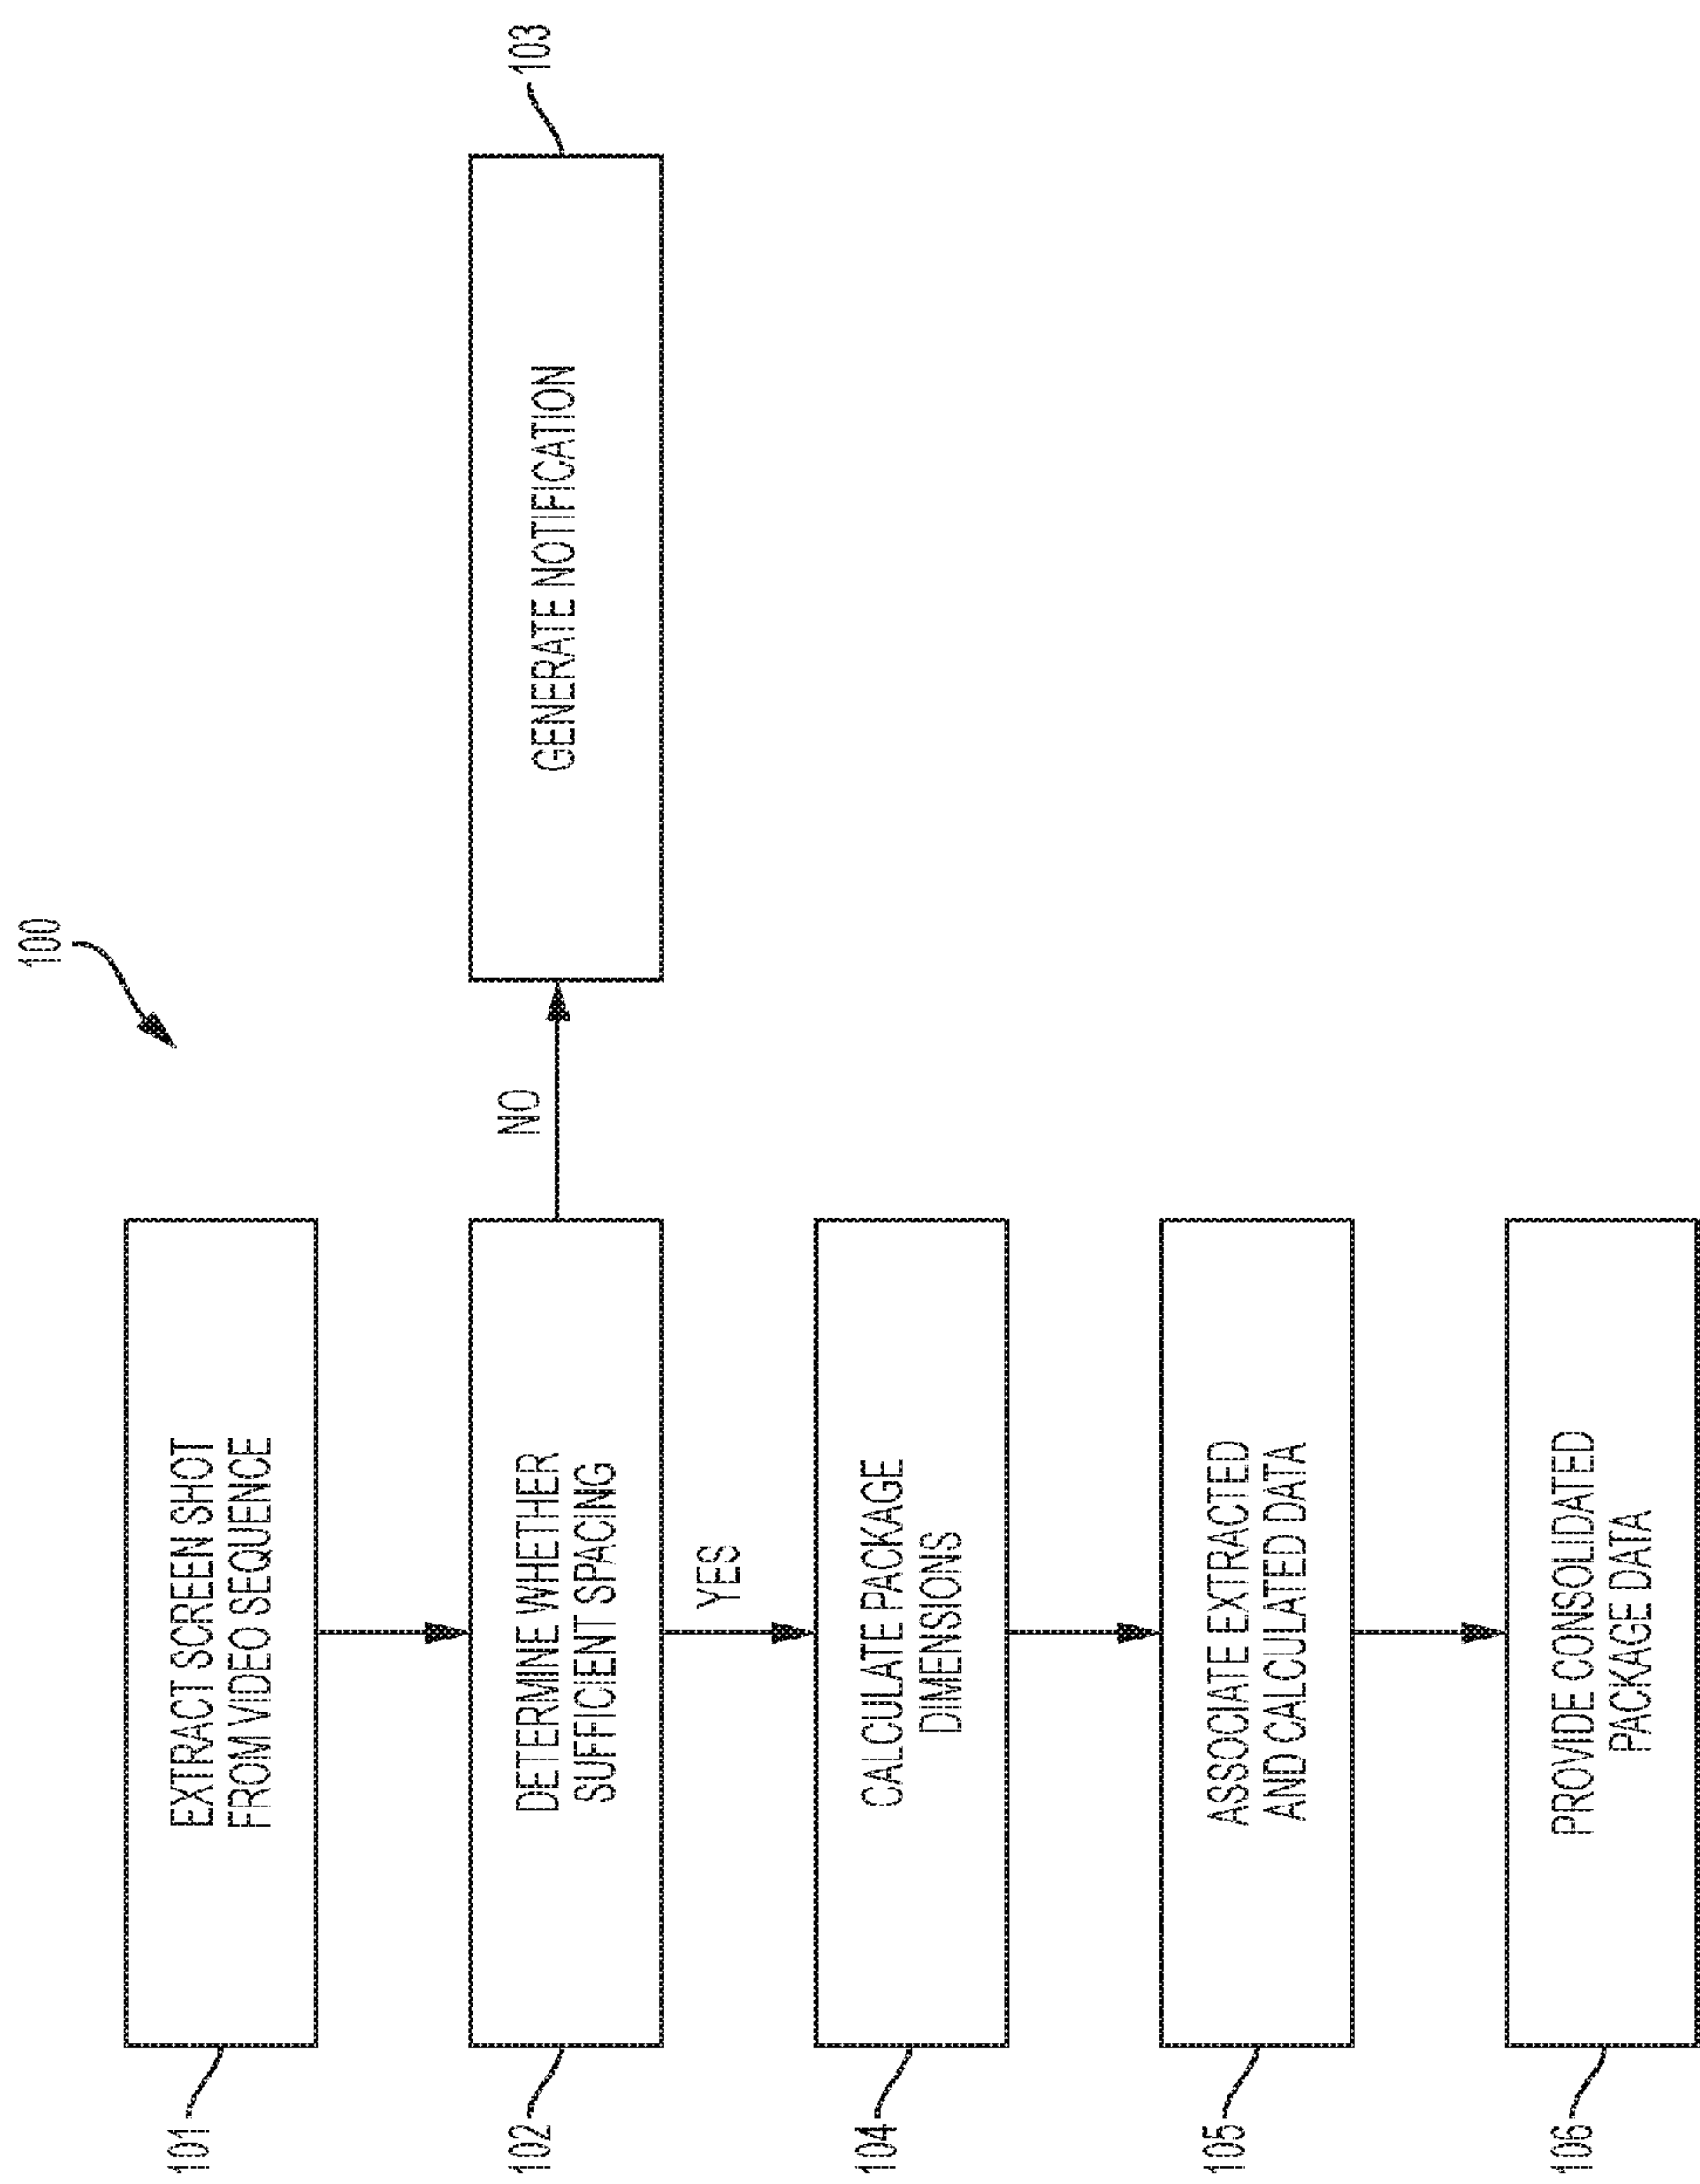 100
101
EXTRACT SCREEN SHOT
FROM VIDEO SEQUENCE
102
DETERMINE WHETHER
SUFFICIENT SPACING
NO
GENERATE NOTIFICATION
103
YES
104
CALCULATE PACKAGE
DIMENSIONS
105
ASSOCIATE EXTRACTED
AND CALCULATED DATA
106
PROVIDE CONSOLIDATED
PACKAGE DATA